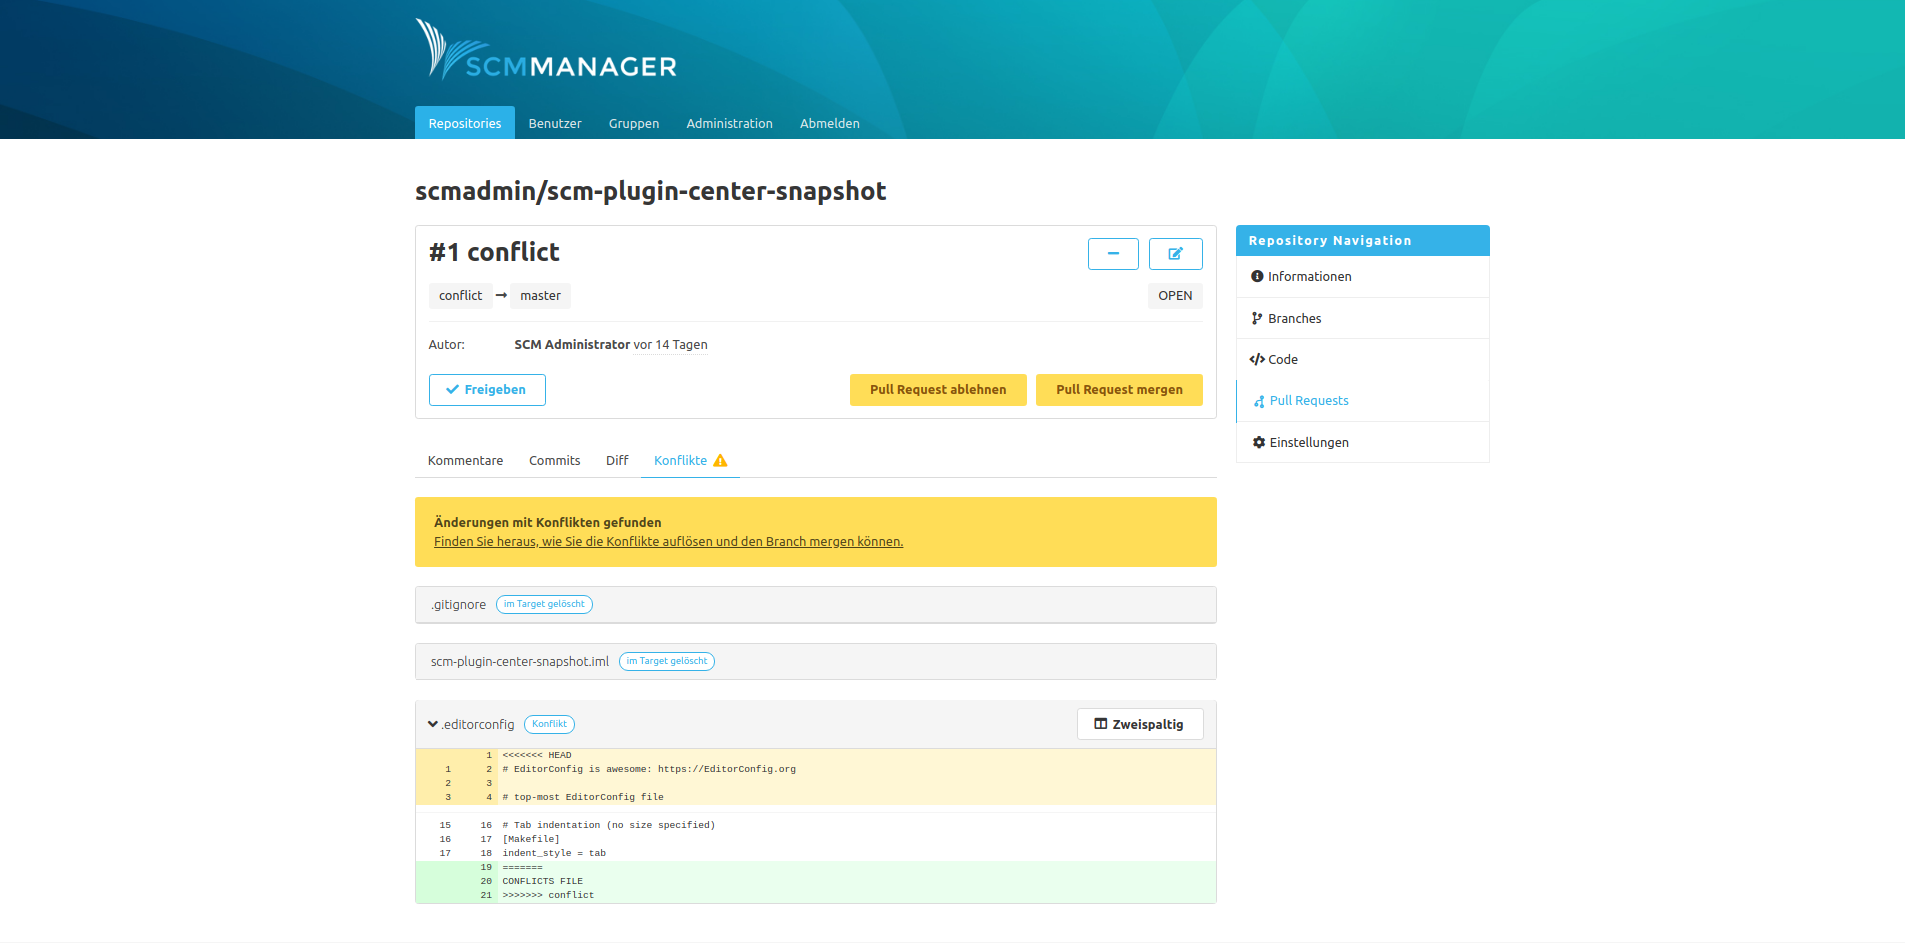 SCMMANAGER
Repositories Benutzer Gruppen Administration Abmelden
scmadmin/scm-plugin-center-snapshot
#1 conflict
conflict → master OPEN
Autor: SCM Administrator vor 14 Tagen
Freigeben Pull Request ablehnen Pull Request mergen
Repository Navigation
Informationen
Branches
Code
Pull Requests
Einstellungen
Kommentare Commits Diff Konflikte
Änderungen mit Konflikten gefunden
Finden Sie heraus, wie Sie die Konflikte auflösen und den Branch mergen können.
.gitignore im Target gelöscht
scm-plugin-center-snapshot.iml im Target gelöscht
.editorconfig Konflikt Zweispaltig
1 <<<<<<< HEAD
1 2 # EditorConfig is awesome: https://EditorConfig.org
2 3
3 4 # top-most EditorConfig file
15 16 # Tab indentation (no size specified)
16 17 [Makefile]
17 18 indent_style = tab
19 =======
20 CONFLICTS FILE
21 >>>>>>> conflict